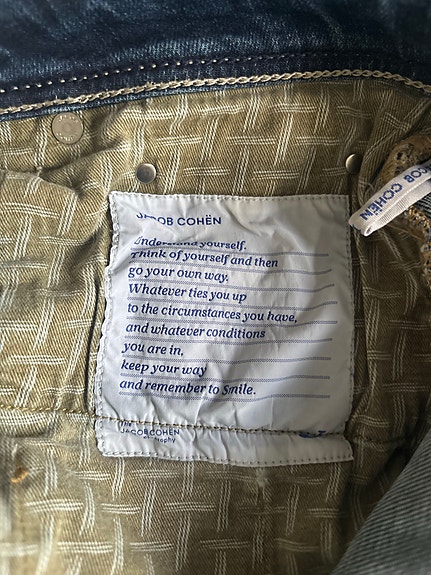 JACOB COHËN
Understand yourself.
Think of yourself and then
go your own way.
Whatever ties you up
to the circumstances you have,
and whatever conditions
you are in,
keep your way
and remember to Smile.
The
JACOB COHËN
COB COHËN